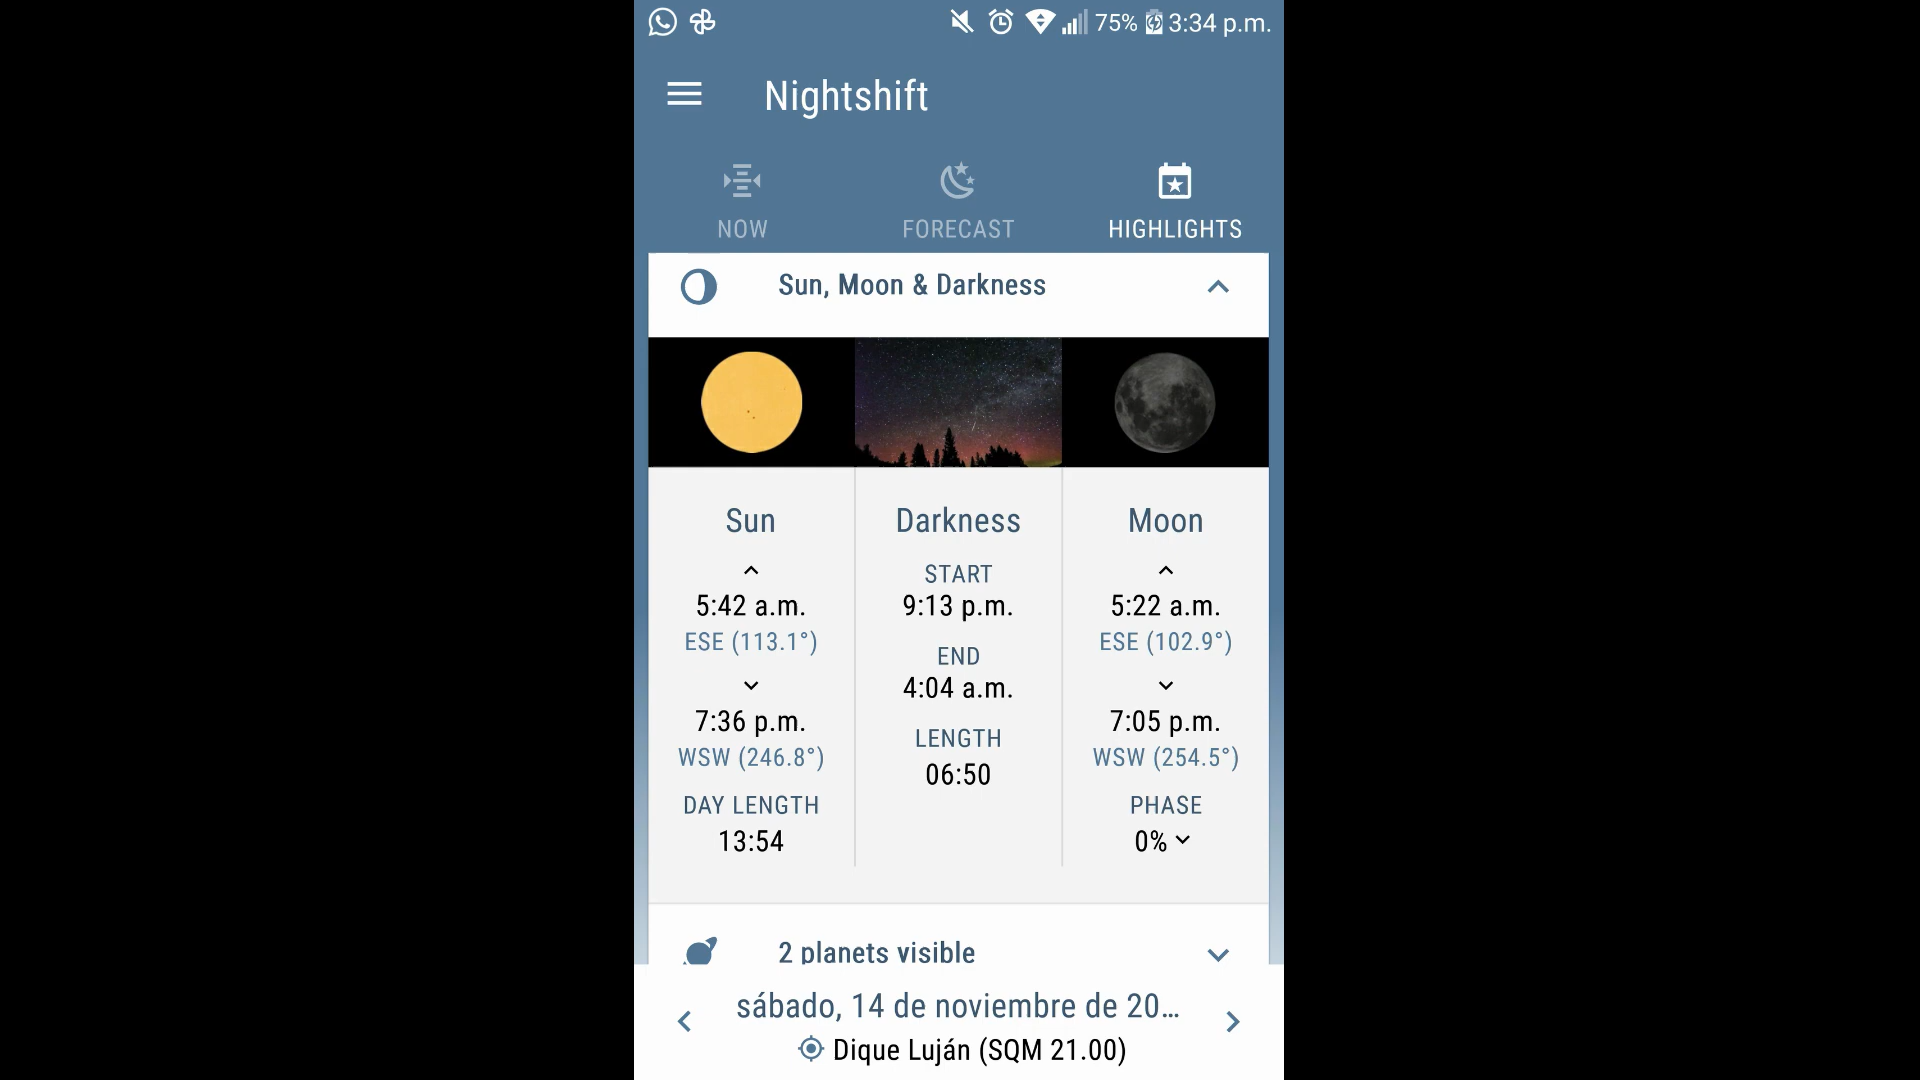 75% 3:34 p.m.
Nightshift
NOW FORECAST HIGHLIGHTS
Sun, Moon & Darkness
Sun
5:42 a.m.
ESE (113.1°)
7:36 p.m.
WSW (246.8°)
DAY LENGTH
13:54
Darkness
START
9:13 p.m.
END
4:04 a.m.
LENGTH
06:50
Moon
5:22 a.m.
ESE (102.9°)
7:05 p.m.
WSW (254.5°)
PHASE
0%
2 planets visible
sábado, 14 de noviembre de 20...
Dique Luján (SQM 21.00)